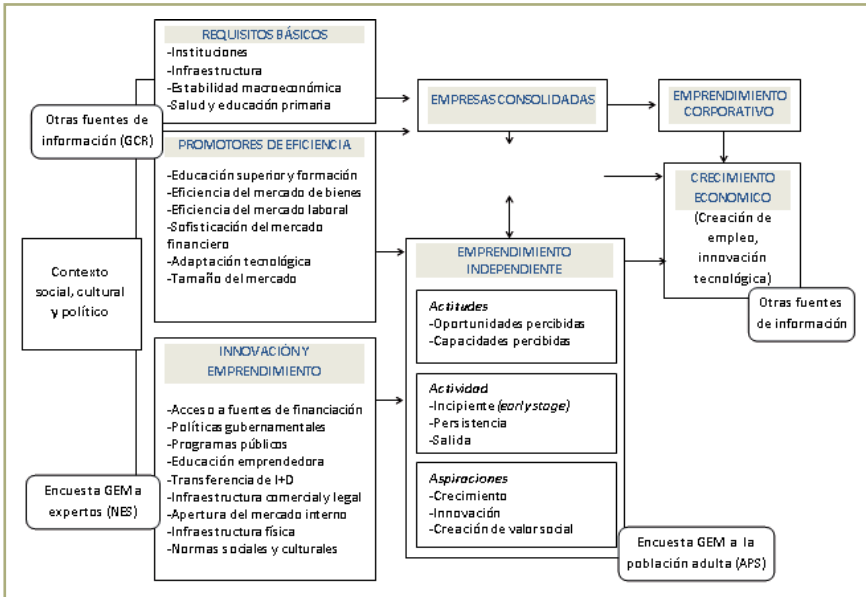 REQUISITOS BÁSICOS
-Instituciones
-Infraestructura
-Estabilidad macroeconómica
-Salud y educación primaria
Otras fuentes de
información (GCR)
PROMOTORES DE EFICIENCIA
-Educación superior y formación
-Eficiencia del mercado de bienes
-Eficiencia del mercado laboral
-Sofisticación del mercado
financiero
-Adaptación tecnológica
-Tamaño del mercado
Contexto
social, cultural
y político
INNOVACIÓN Y
EMPRENDIMIENTO
-Acceso a fuentes de financiación
-Políticas gubernamentales
-Programas públicos
-Educación emprendedora
-Transferencia de I+D
-Infraestructura comercial y legal
-Apertura del mercado interno
-Infraestructura física
-Normas sociales y culturales
Encuesta GEM a
expertos (NES)
EMPRESAS CONSOLIDADAS
EMPRENDIMIENTO
CORPORATIVO
CRECIMIENTO
ECONOMICO
(Creación de
empleo,
innovación
tecnológica)
Otras fuentes
de información
EMPRENDIMIENTO
INDEPENDIENTE
Actitudes
-Oportunidades percibidas
-Capacidades percibidas
Actividad
-Incipiente (early stage)
-Persistencia
-Salida
Aspiraciones
-Crecimiento
-Innovación
-Creación de valor social
Encuesta GEM a la
población adulta (APS)